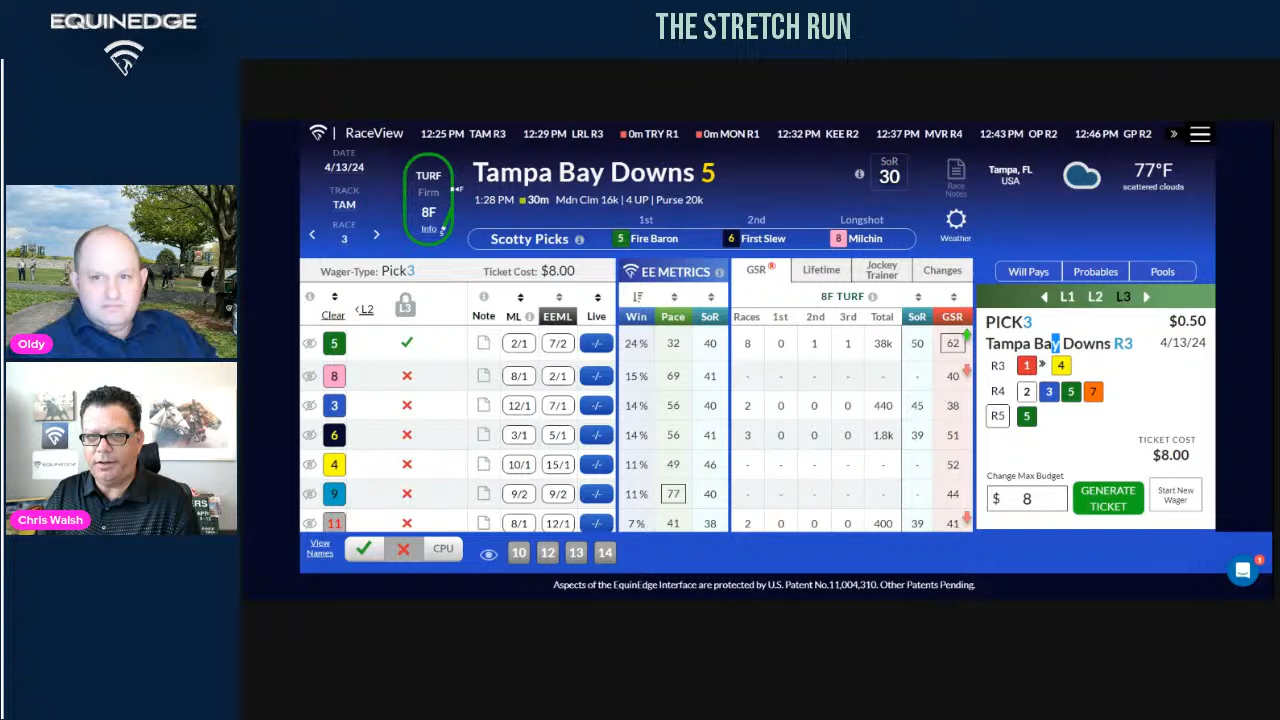 EQUINEDGE
THE STRETCH RUN
RaceView 12:25 PM TAM R3 12:29 PM LRL R3 0m TRY R1 0m MON R1 12:32 PM KEE R2 12:37 PM MVR R4 12:43 PM OP R2 12:46 PM GP R2 »
DATE
4/13/24
TRACK
TAM
RACE
3
TURF
Firm
8F
Info
Tampa Bay Downs 5
1:28 PM 30m Mdn Clm 16k | 4 UP | Purse 20k
SoR
30
Race Notes
Weather
Tampa, FL
USA
77°F
scattered clouds
1st 2nd Longshot
Scotty Picks 5 Fire Baron 6 First Slew 8 Milchin
Wager-Type: Pick3 Ticket Cost: $8.00
EE METRICS
GSR Lifetime Jockey Trainer Changes
Will Pays Probables Pools
8F TURF
Clear ‹L2 L3 Note ML EEML Live Win Pace SoR Races 1st 2nd 3rd Total SoR GSR
5 2/1 7/2 -/- 24 % 32 40 8 0 1 1 38k 50 62
8 8/1 2/1 -/- 15 % 69 41 - - - - - - 40
3 12/1 7/1 -/- 14 % 56 40 2 0 0 0 440 45 38
6 3/1 5/1 -/- 14 % 56 41 3 0 0 0 1.8k 39 51
4 10/1 15/1 -/- 11 % 49 46 - - - - - - 52
9 9/2 9/2 -/- 11 % 77 40 - - - - - - 44
11 8/1 12/1 -/- 7 % 41 38 2 0 0 0 400 39 41
View Names CPU 10 12 13 14
L1 L2 L3
PICK3 $0.50
Tampa Bay Downs R3 4/13/24
R3 1 » 4
R4 2 3 5 7
R5 5
TICKET COST
$8.00
Change Max Budget
$ 8
GENERATE TICKET
Start New Wager
1
Aspects of the EquinEdge Interface are protected by U.S. Patent No.11,004,310. Other Patents Pending.
Oldy
EQUINEDGE
Chris Walsh